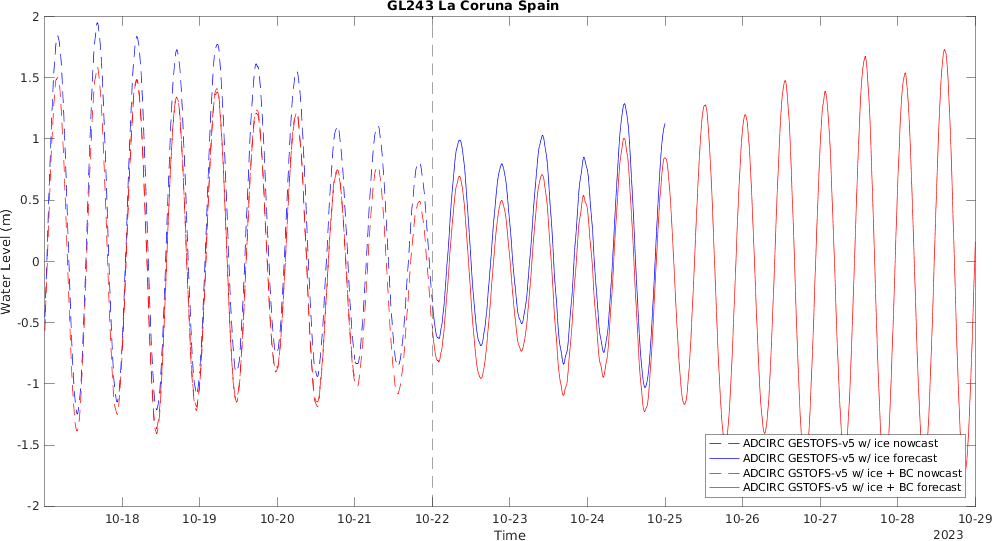 GL243 La Coruna Spain
2
1.5
1
0.5
0
-0.5
-1
-1.5
-2
Water Level (m)
ADCIRC GESTOFS-v5 w/ ice nowcast
ADCIRC GESTOFS-v5 w/ ice forecast
ADCIRC GSTOFS-v5 w/ ice + BC nowcast
ADCIRC GSTOFS-v5 w/ ice + BC forecast
10-18 10-19 10-20 10-21 10-22 10-23 10-24 10-25 10-26 10-27 10-28 10-29
Time
2023